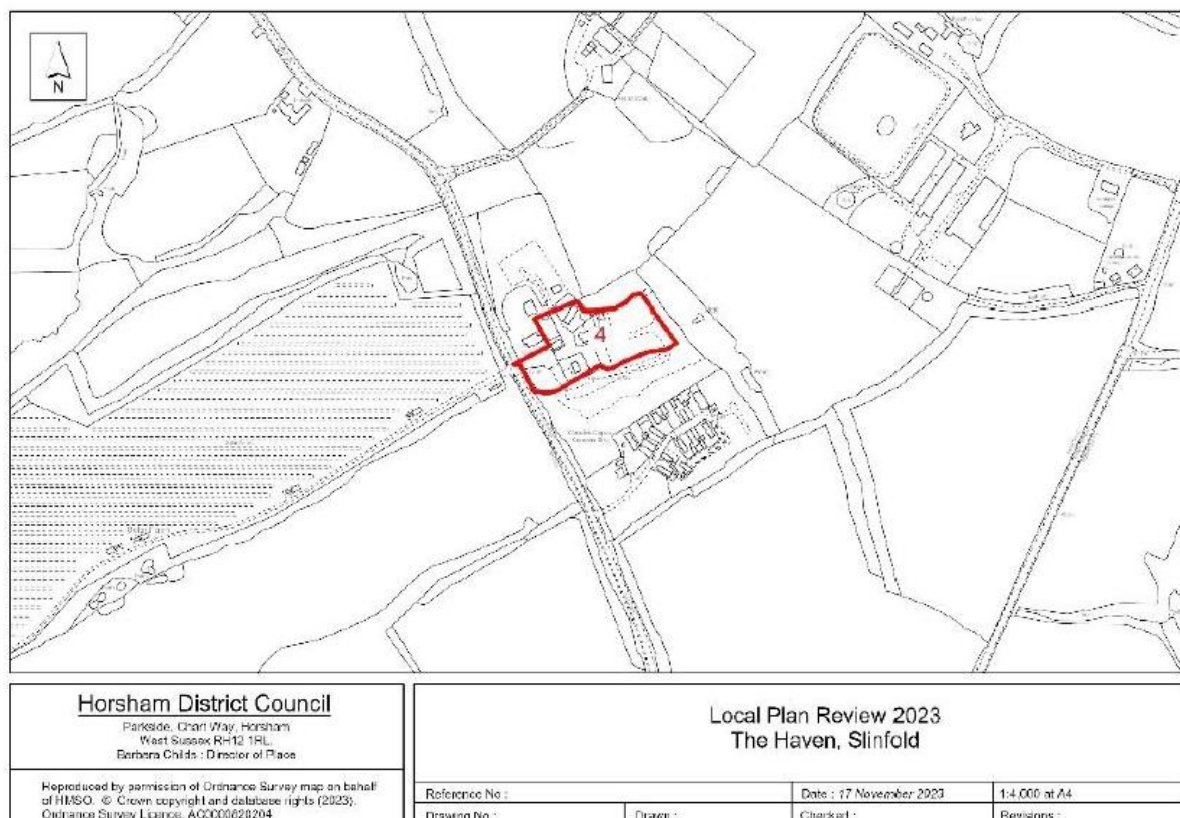 N
4
Horsham District Council
Parkside, Chart Way, Horsham
West Sussex RH12 1RL.
Barbara Childs : Director of Place
Reproduced by permission of Ordnance Survey map on behalf
of HMSO. © Crown copyright and database rights (2023).
Ordnance Survey Licence. AC0000820204
Local Plan Review 2023
The Haven, Slinfold
Reference No :
Date : 17 November 2023
1:4,000 at A4
Drawing No :
Drawn :
Checked :
Revisions :